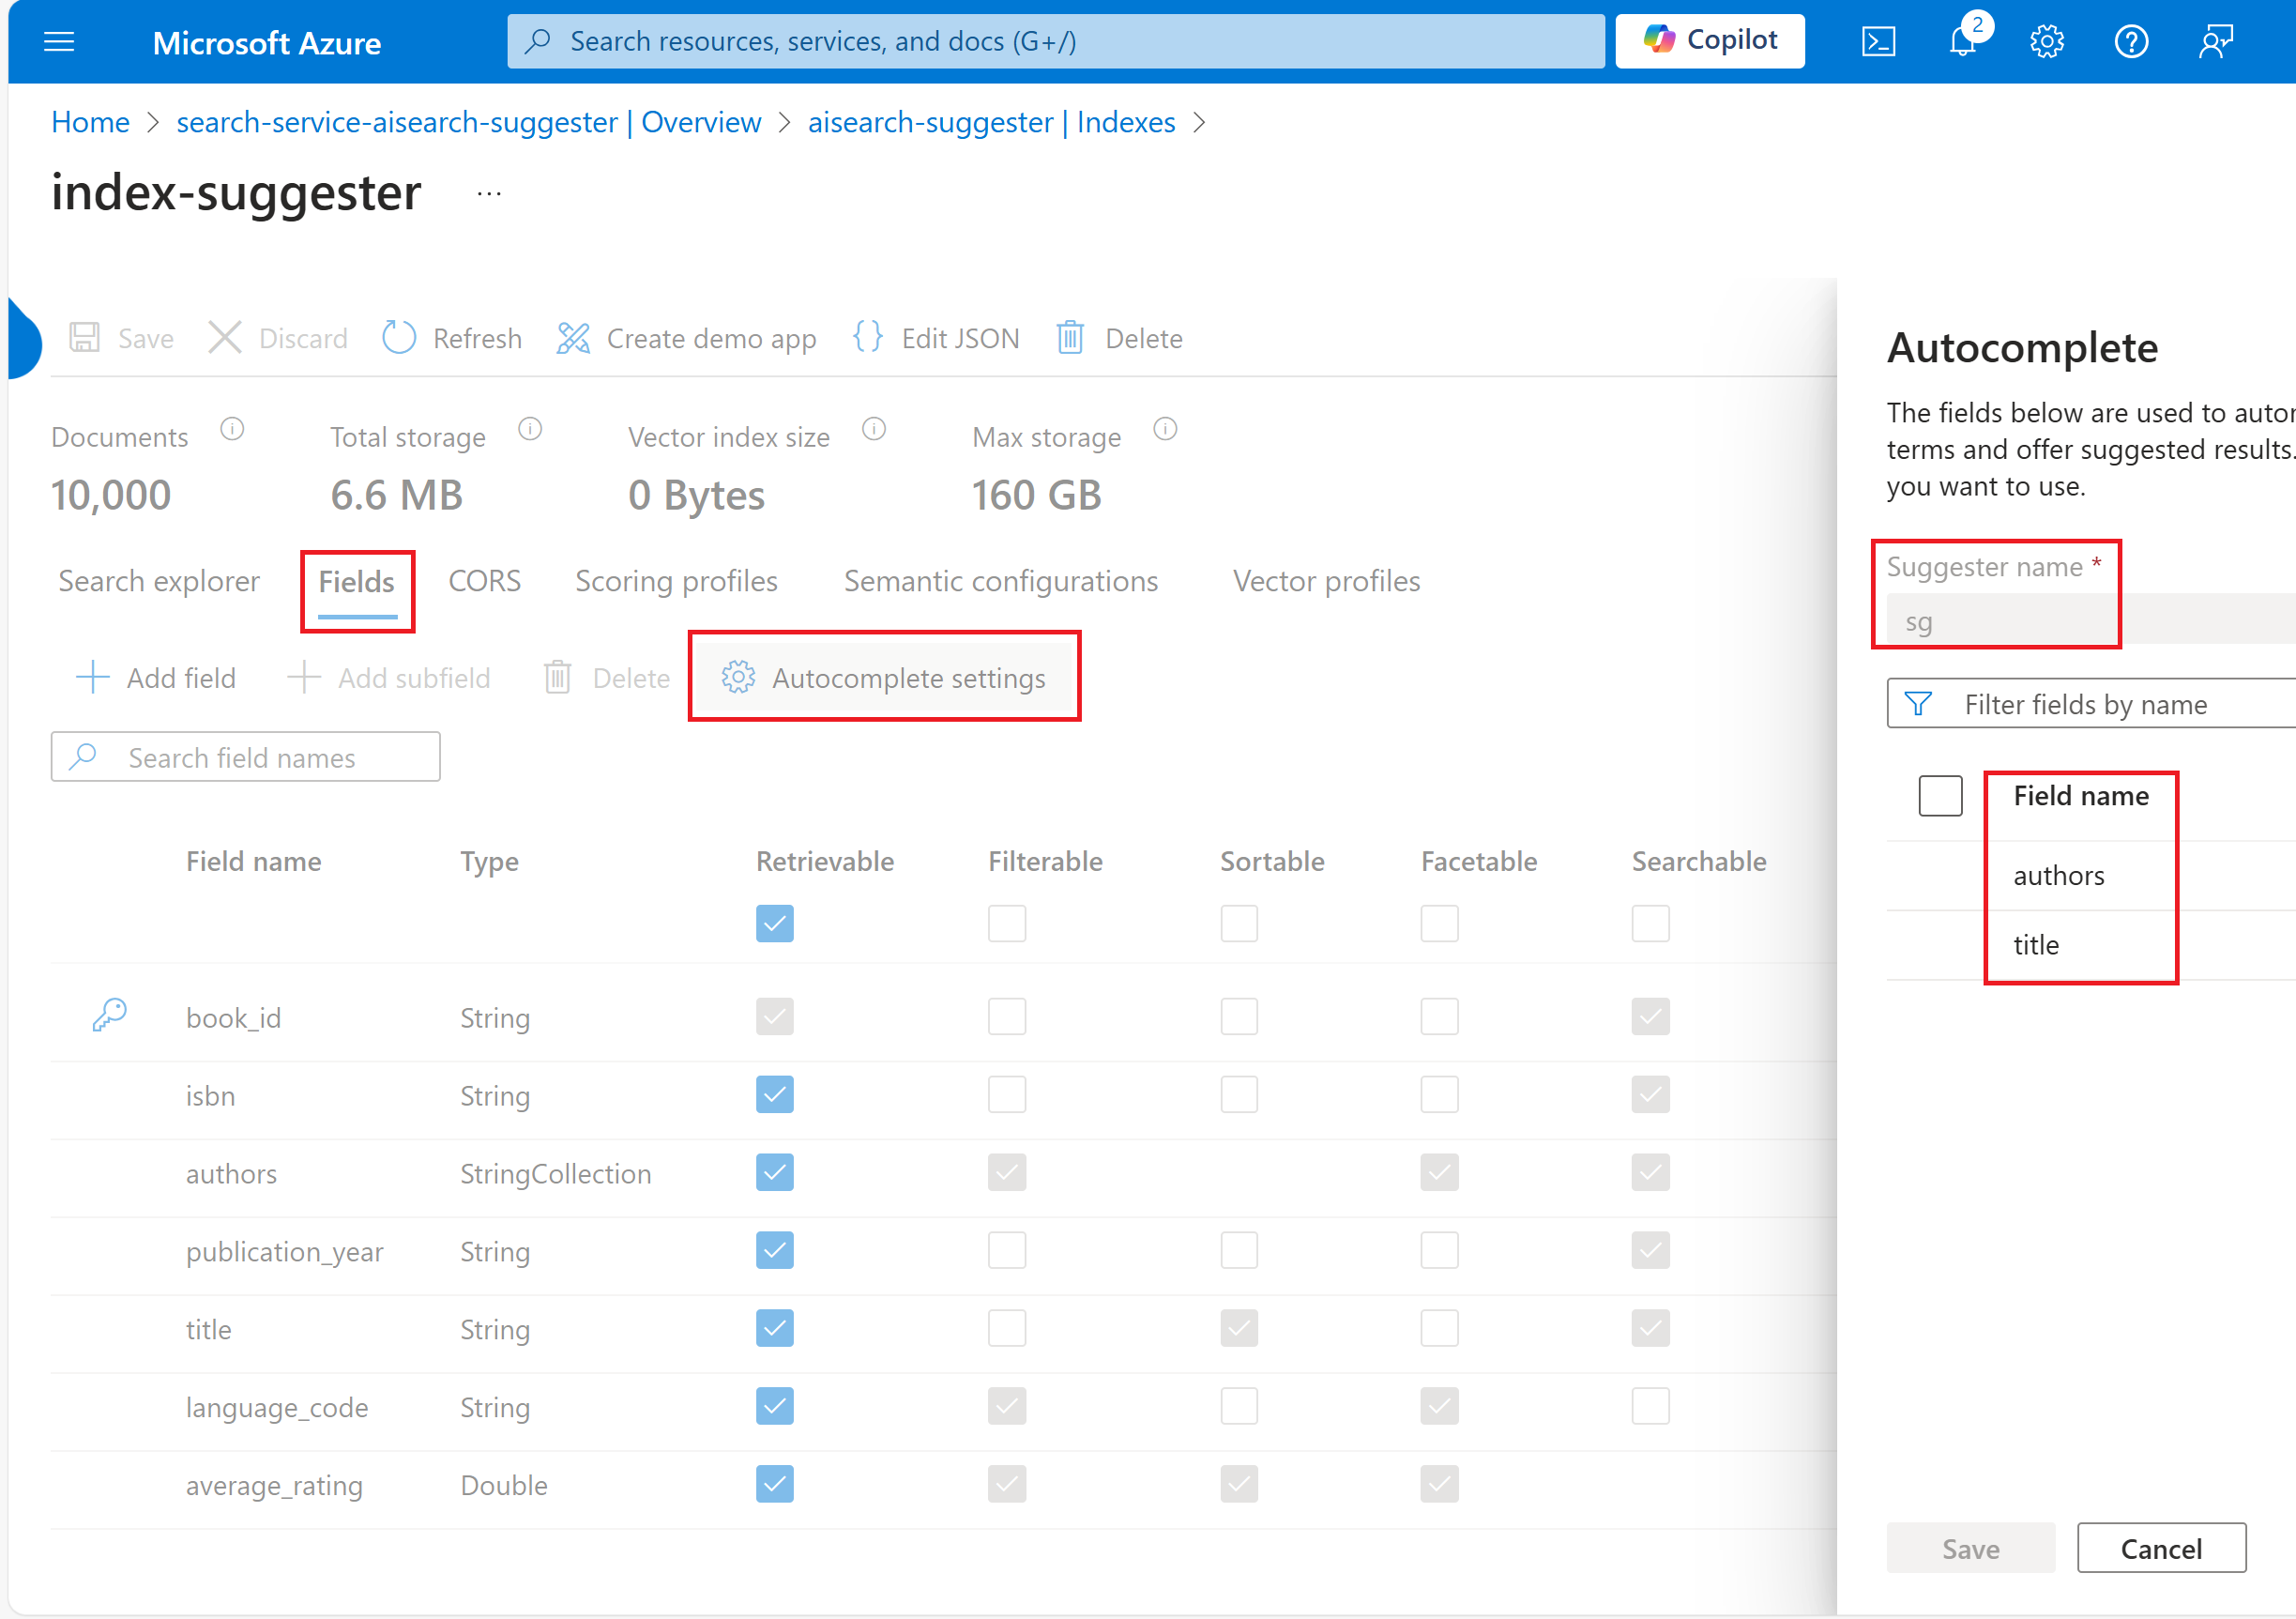 Microsoft Azure
Search resources, services, and docs (G+/)
Copilot
2
Home > search-service-aisearch-suggester | Overview > aisearch-suggester | Indexes >
index-suggester ...
Save Discard Refresh Create demo app Edit JSON Delete
Documents Total storage Vector index size Max storage
10,000 6.6 MB 0 Bytes 160 GB
Search explorer Fields CORS Scoring profiles Semantic configurations Vector profiles
Add field Add subfield Delete Autocomplete settings
Search field names
Field name Type Retrievable Filterable Sortable Facetable Searchable
book_id String
isbn String
authors StringCollection
publication_year String
title String
language_code String
average_rating Double
Autocomplete
The fields below are used to
terms and offer suggested results.
you want to use.
Suggester name *
sg
Filter fields by name
Field name
authors
title
Save Cancel